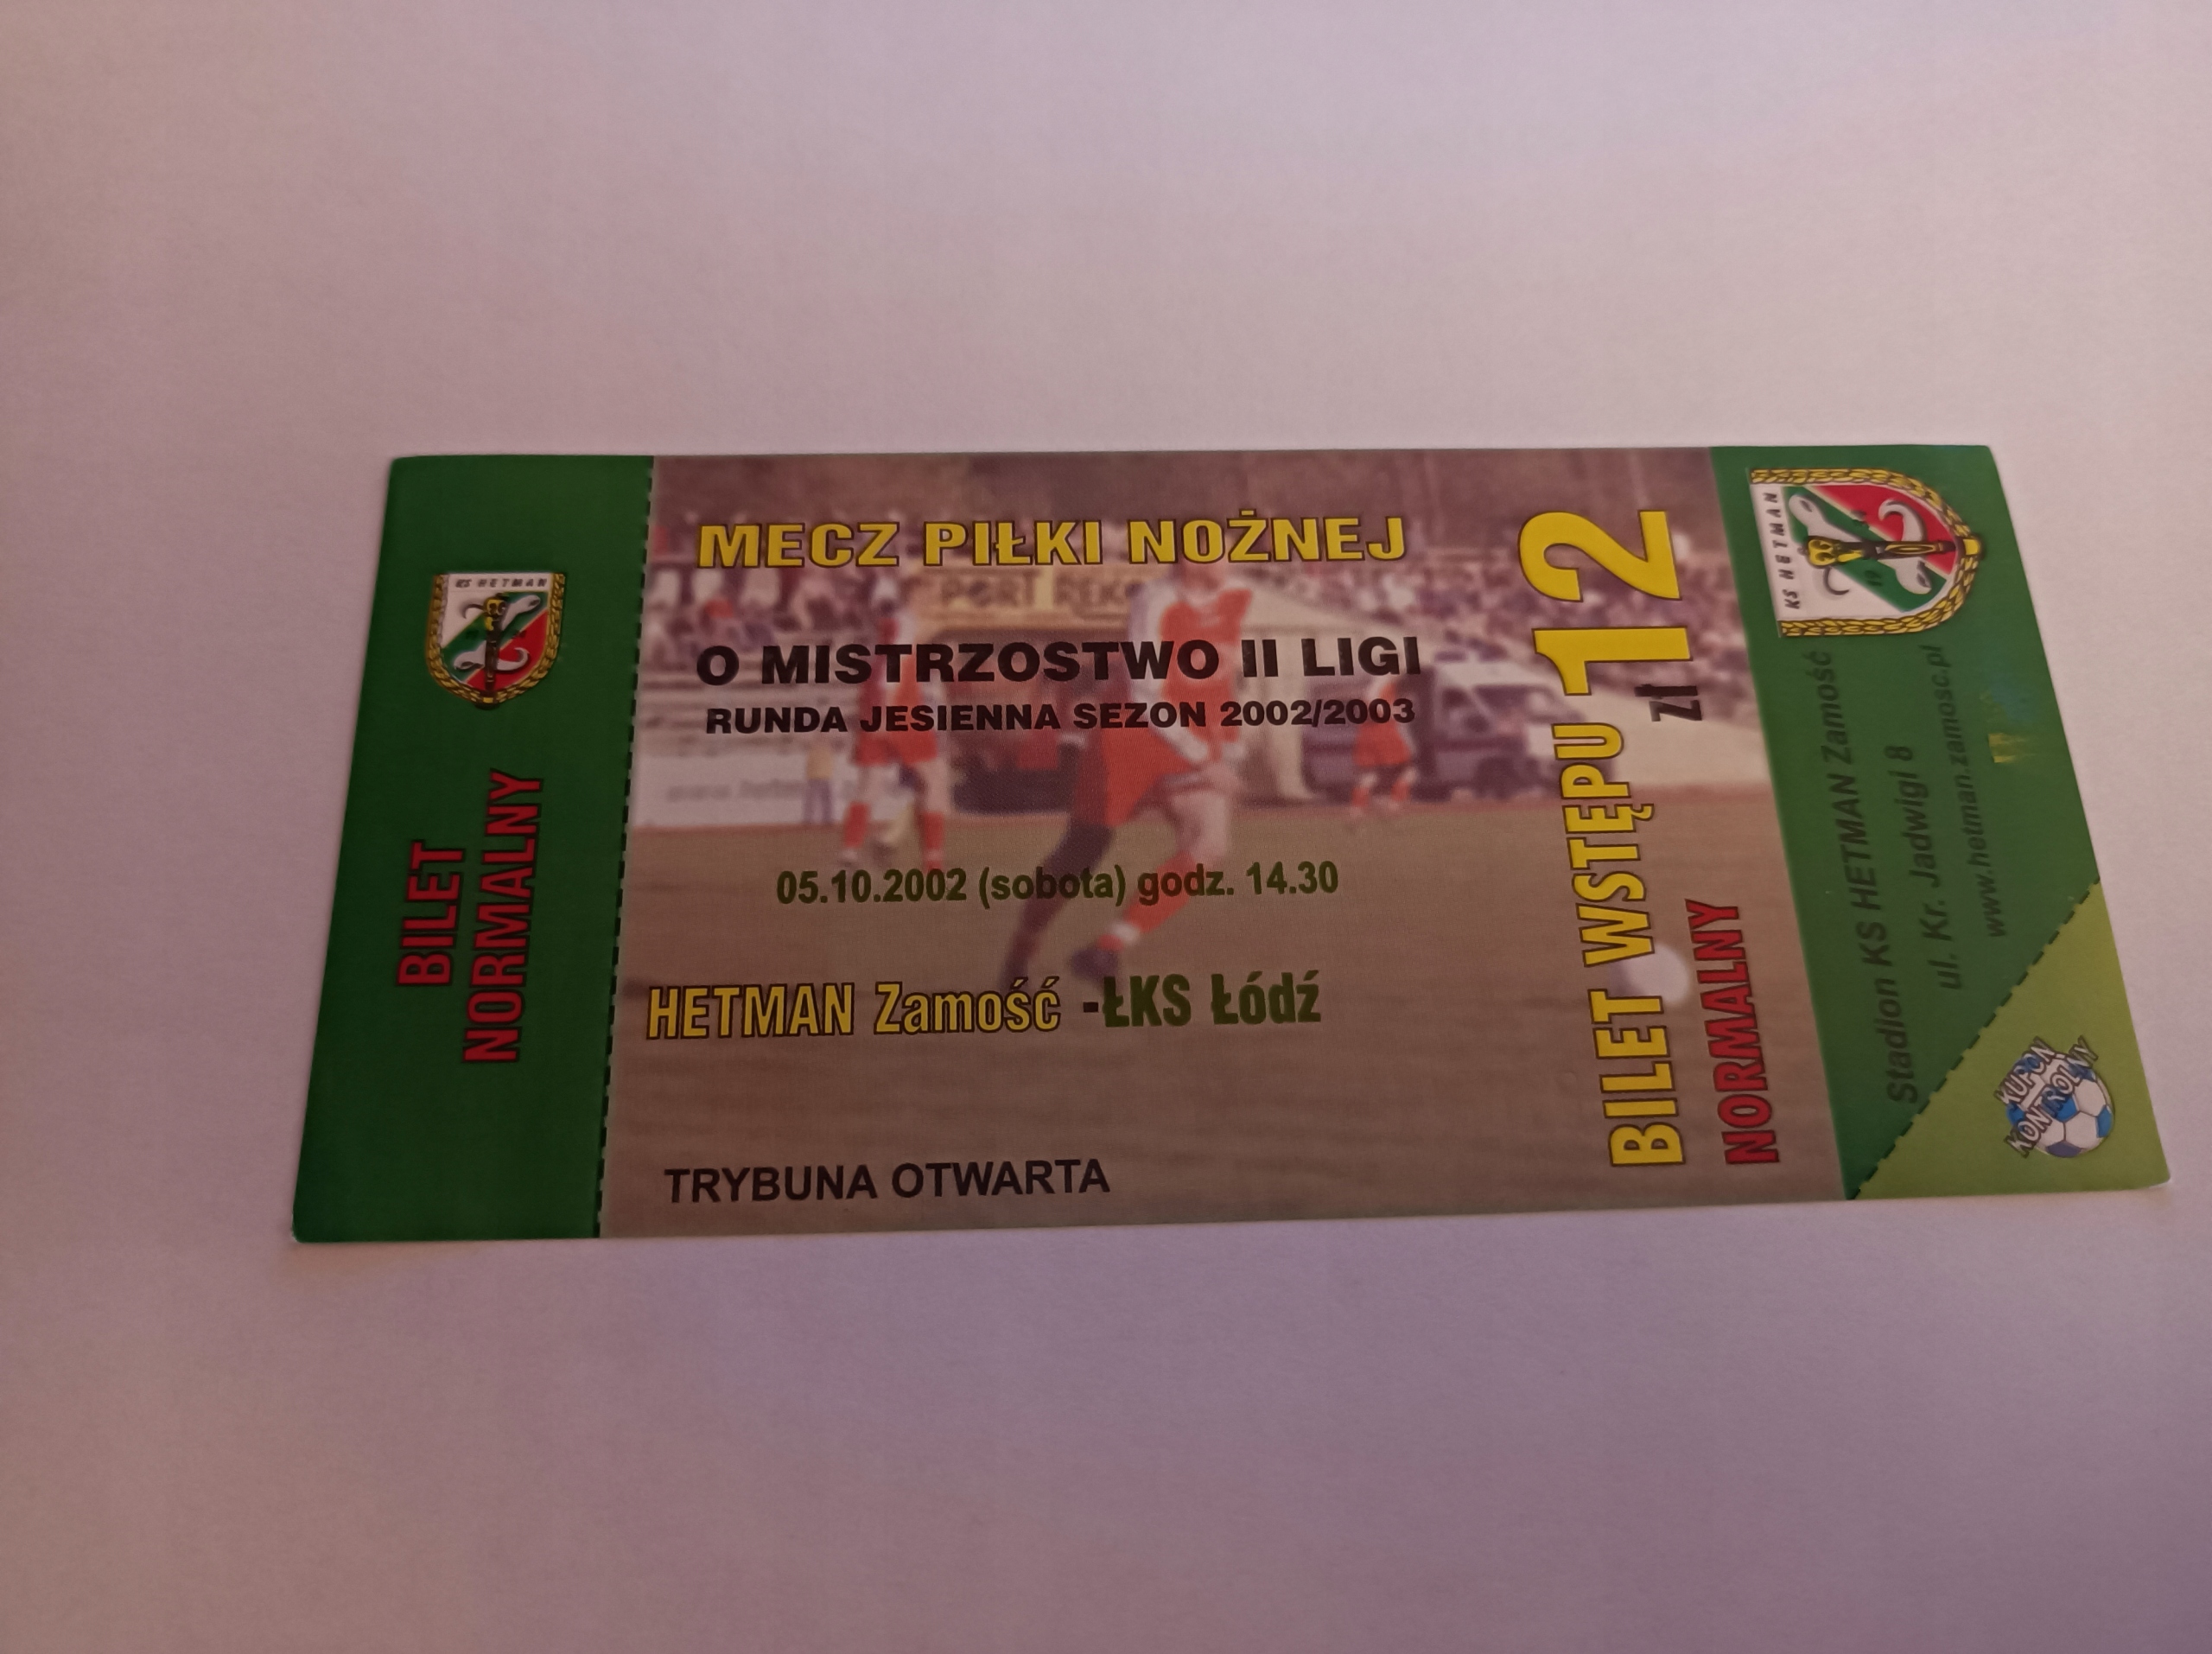 KS HETMAN
BILET
NORMALNY
MECZ PIŁKI NOŻNEJ
O MISTRZOSTWO II LIGI
RUNDA JESIENNA SEZON 2002/2003
05.10.2002 (sobota) godz. 14.30
HETMAN Zamość -ŁKS Łódź
TRYBUNA OTWARTA
BILET WSTĘPU 12
zł
NORMALNY
KS HETMAN
Stadion KS HETMAN Zamość
ul. Kr. Jadwigi 8
www.hetman.zamosc.pl
KUPON
KONTROLNY